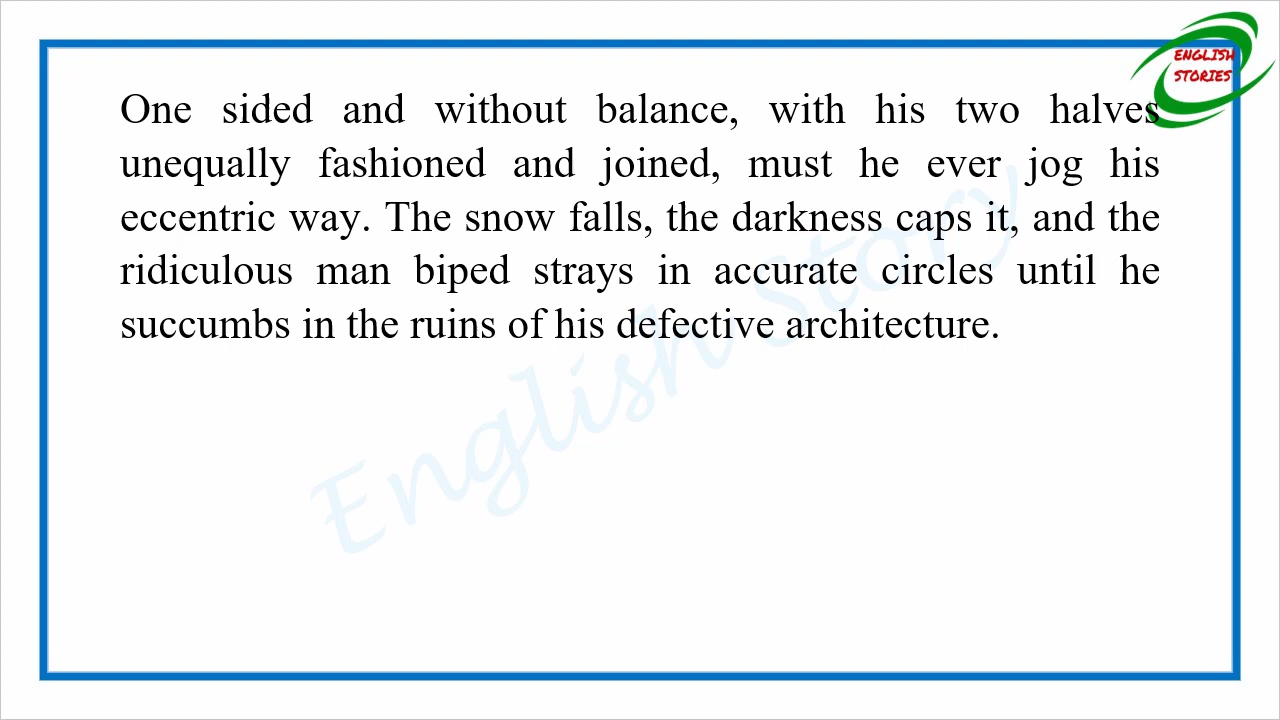 ENGLISH
STORIES
One sided and without balance, with his two halves
unequally fashioned and joined, must he ever jog his
eccentric way. The snow falls, the darkness caps it, and the
ridiculous man biped strays in accurate circles until he
succumbs in the ruins of his defective architecture.
English Story